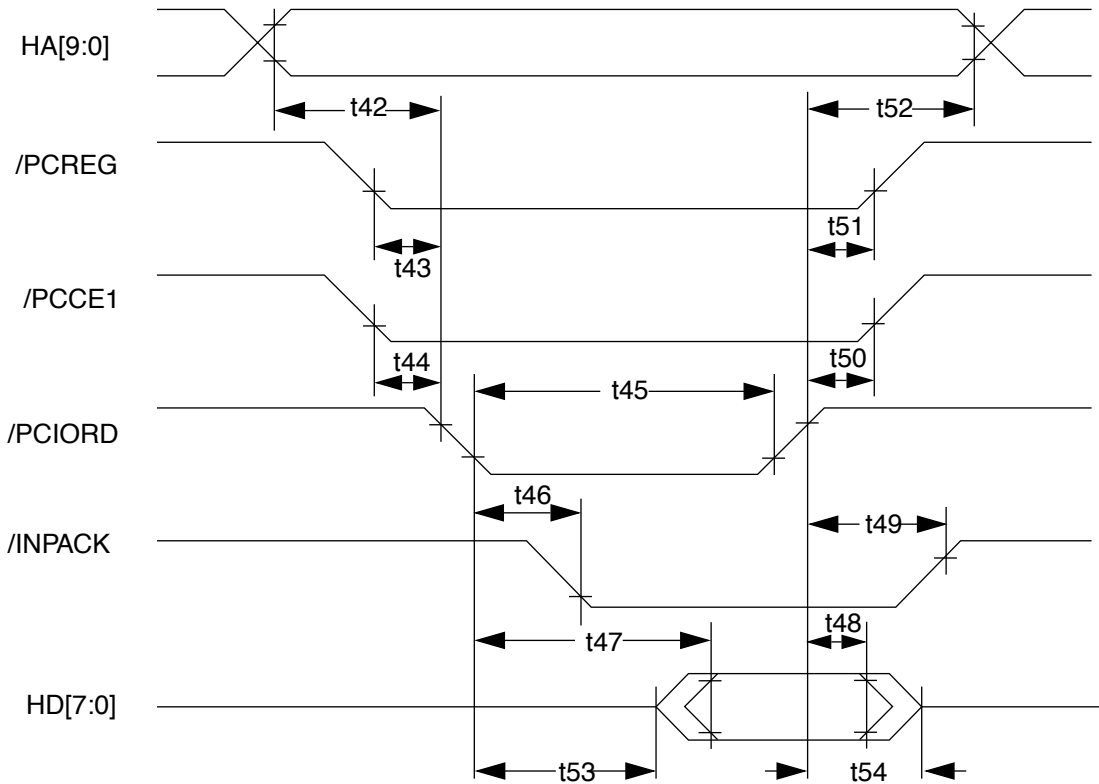 HA[9:0]
t42
t52
/PCREG
t43
t51
/PCCE1
t44
t50
t45
/PCIORD
t46
t49
/INPACK
t47
t48
HD[7:0]
t53
t54